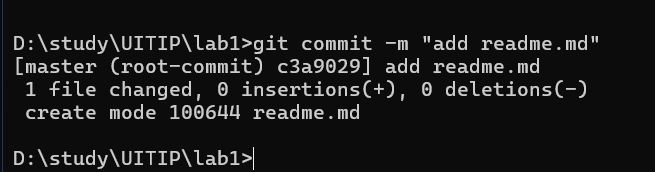 D:\study\UITIP\lab1>git commit -m "add readme.md"
[master (root-commit) c3a9029] add readme.md
 1 file changed, 0 insertions(+), 0 deletions(-)
 create mode 100644 readme.md
D:\study\UITIP\lab1>